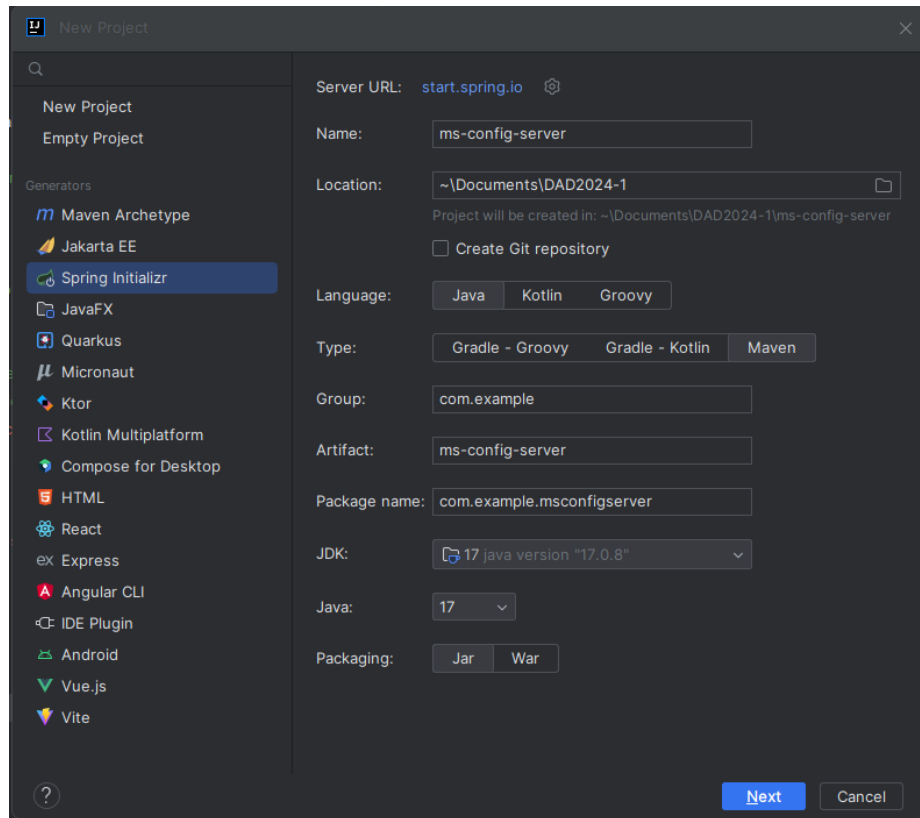 New Project
New Project
Empty Project
Generators
Maven Archetype
Jakarta EE
Spring Initializr
JavaFX
Quarkus
Micronaut
Ktor
Kotlin Multiplatform
Compose for Desktop
HTML
React
ex Express
Angular CLI
IDE Plugin
Android
Vue.js
Vite
Server URL: start.spring.io
Name: ms-config-server
Location: ~\Documents\DAD2024-1
Project will be created in: ~\Documents\DAD2024-1\ms-config-server
Create Git repository
Language: Java Kotlin Groovy
Type: Gradle - Groovy Gradle - Kotlin Maven
Group: com.example
Artifact: ms-config-server
Package name: com.example.msconfigserver
JDK: 17 java version "17.0.8"
Java: 17
Packaging: Jar War
? Next Cancel